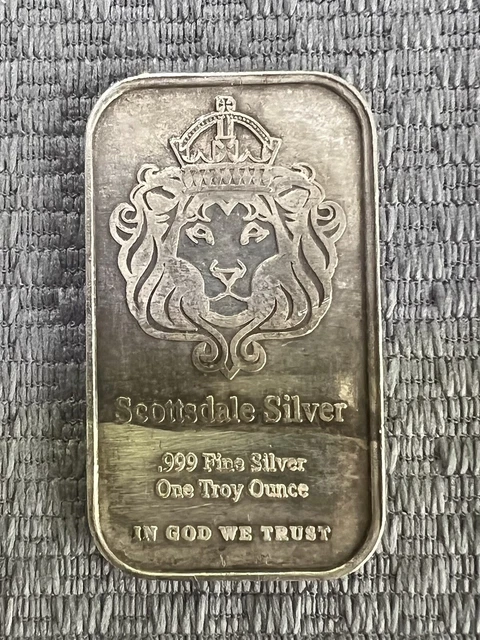 Scottsdale Silver
.999 Fine Silver
One Troy Ounce
IN GOD WE TRUST